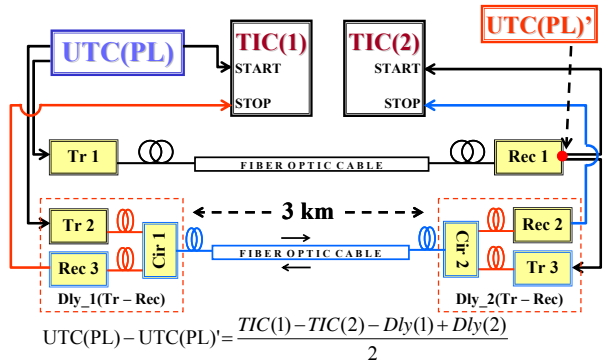 UTC(PL)’
UTC(PL)
TIC(1)
START
STOP
TIC(2)
START
STOP
Tr 1
FIBER OPTIC CABLE
Rec 1
Tr 2
Rec 3
Cir 1
3 km
FIBER OPTIC CABLE
Cir 2
Rec 2
Tr 3
Dly_1(Tr – Rec)
Dly_2(Tr – Rec)
UTC(PL) – UTC(PL)' = TIC(1) – TIC(2) – Dly(1) + Dly(2)
2